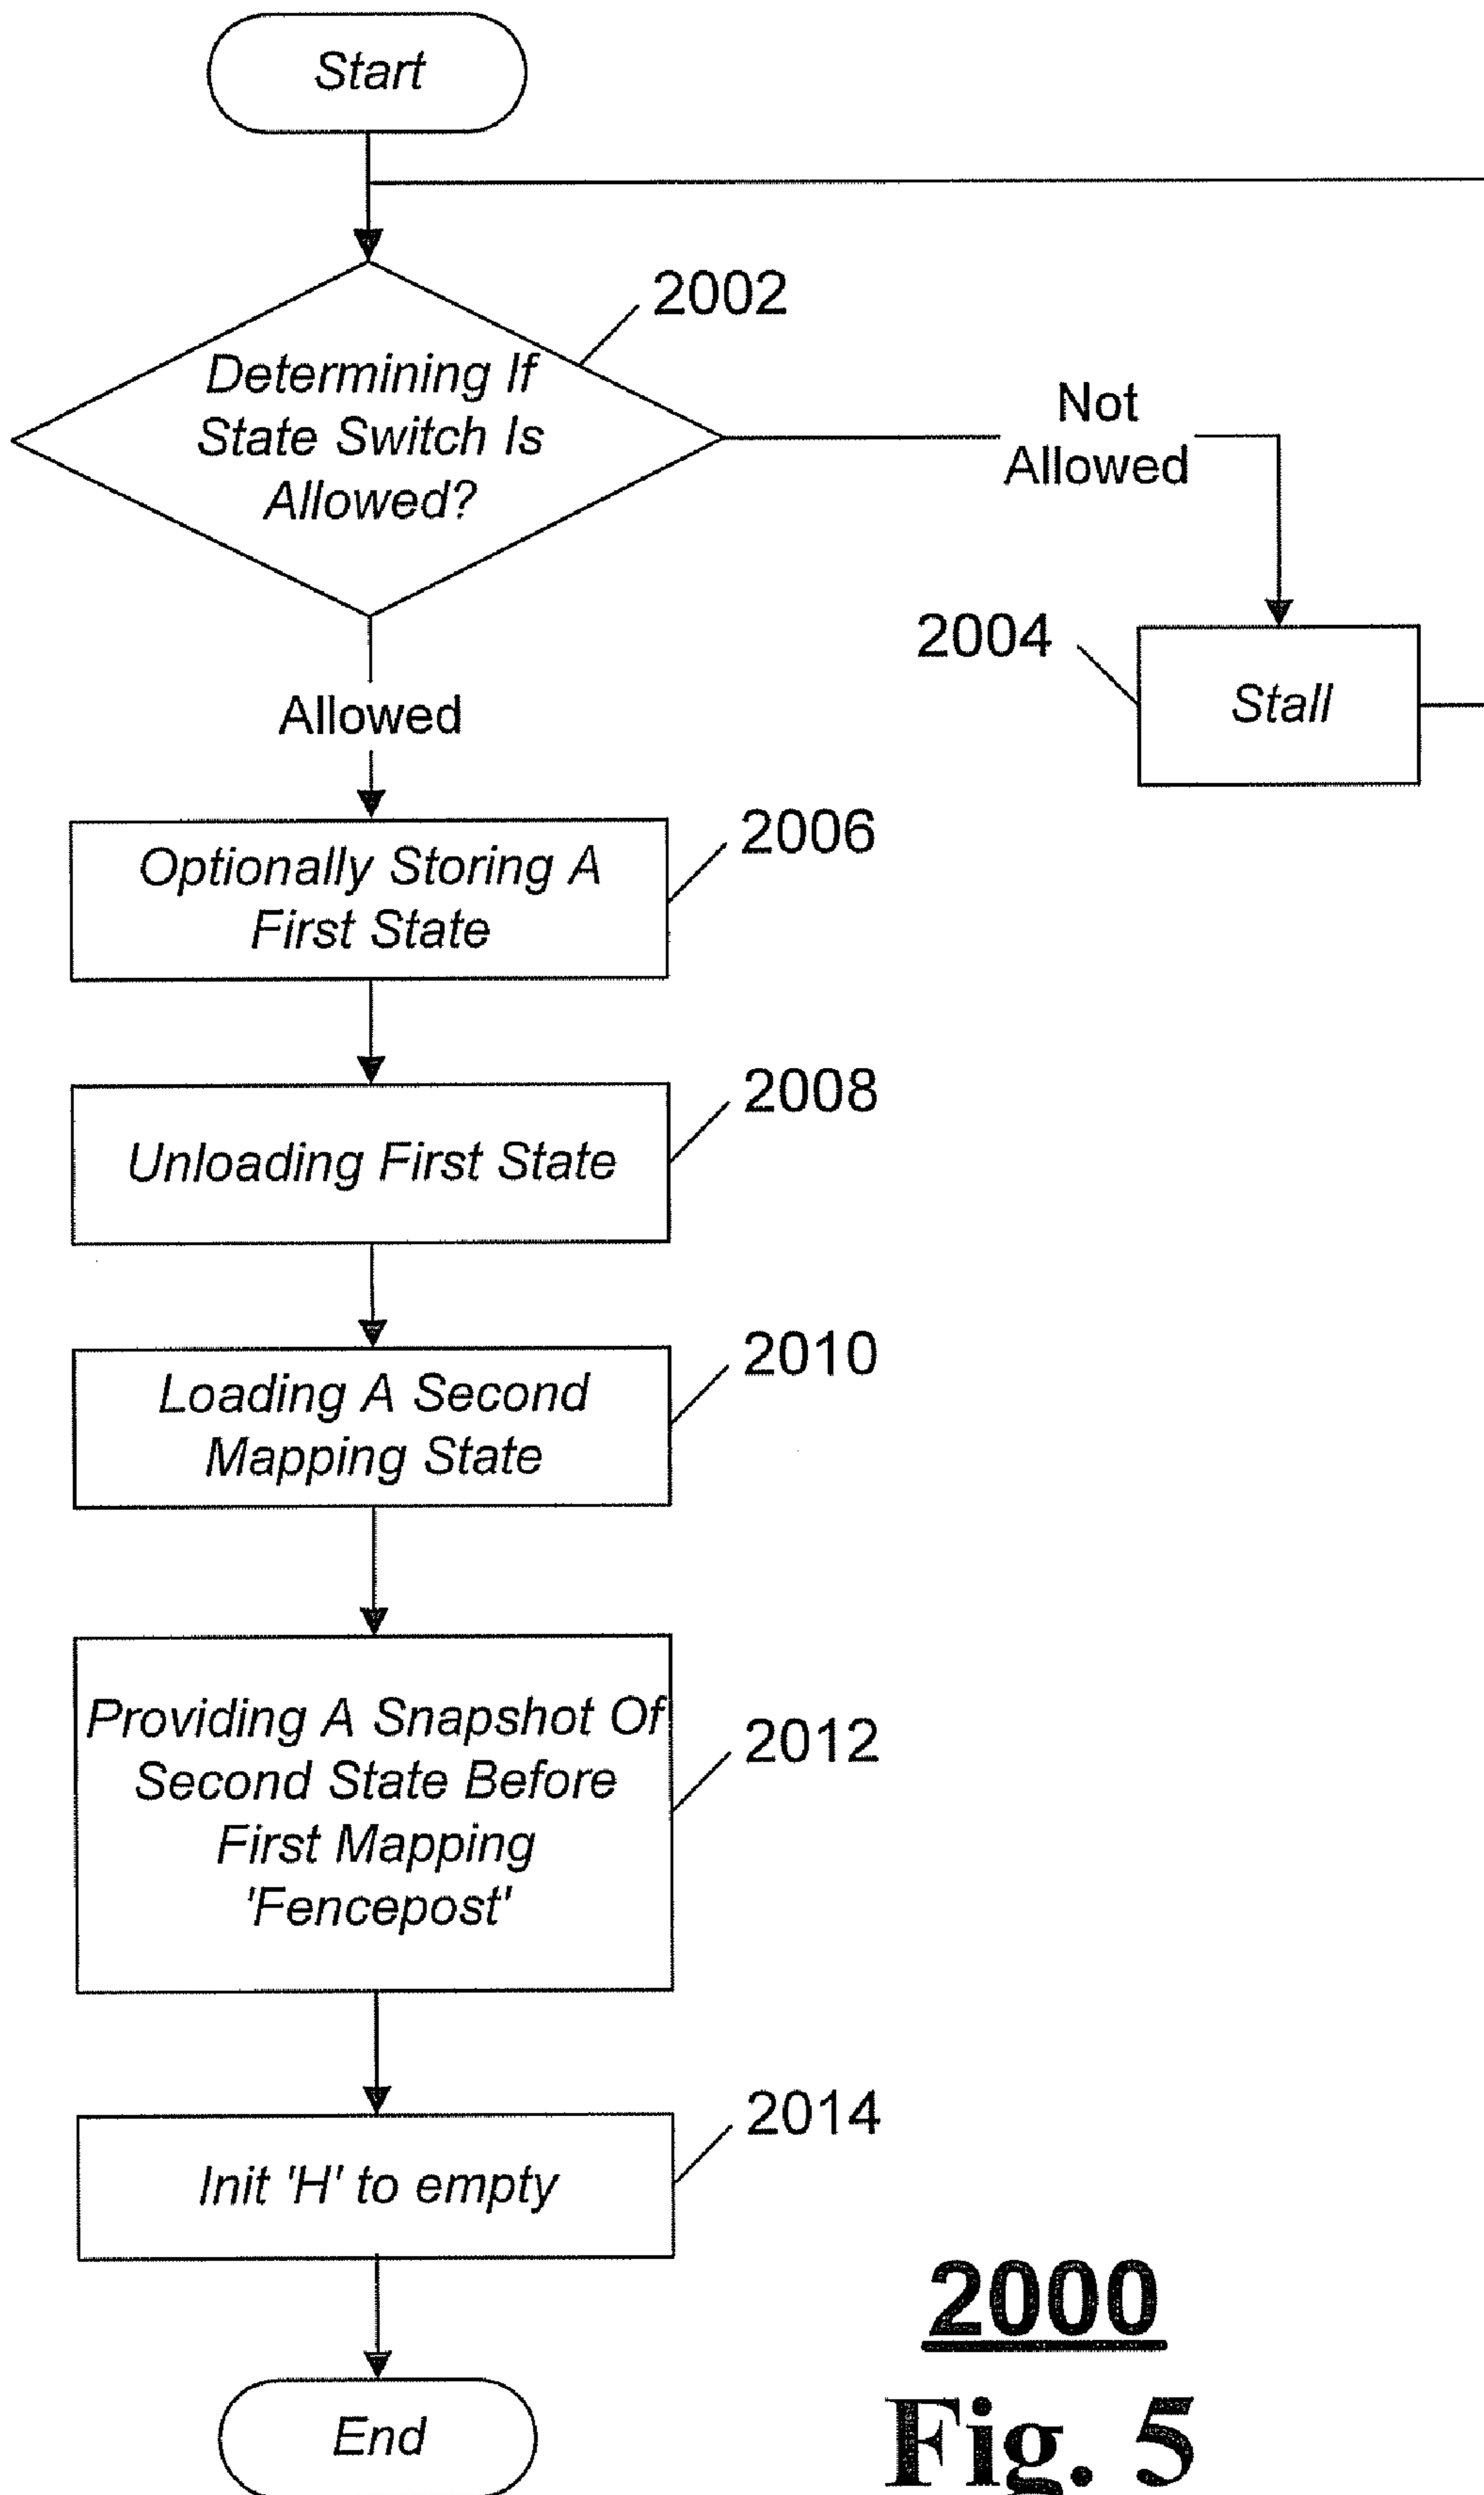 Start
2002
Determining If
State Switch Is
Allowed?
Not
Allowed
2004
Stall
Allowed
2006
Optionally Storing A
First State
2008
Unloading First State
2010
Loading A Second
Mapping State
2012
Providing A Snapshot Of
Second State Before
First Mapping
'Fencepost'
2014
Init 'H' to empty
End
2000
Fig. 5